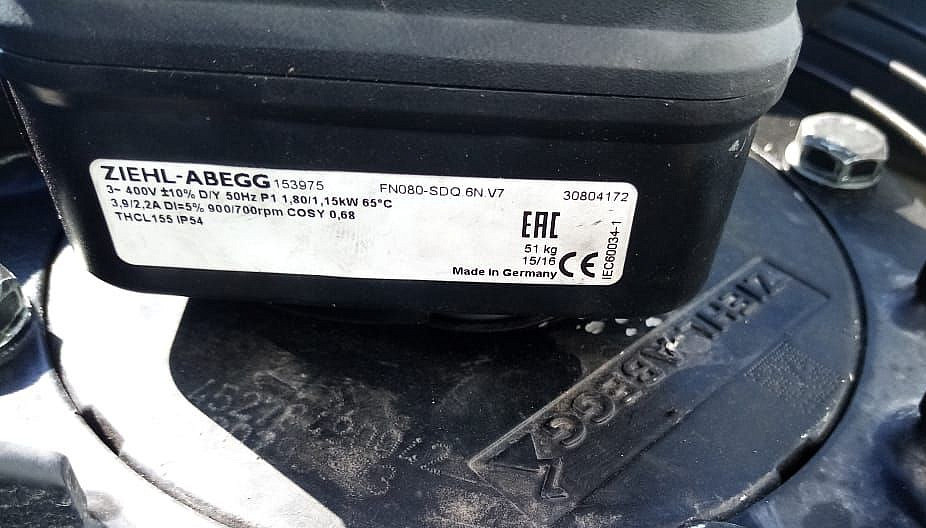 ZIEHL-ABEGG 153975 FN080-SDQ.6N.V7 30804172
3~ 400V ±10% D/Y 50Hz P1 1,80/1,15kW 65°C
3,9/2,2A DI=5% 900/700rpm COSY 0,68
THCL155 IP54
EAC
51 kg
15/16
Made in Germany CE
IEC60034-1
ZIEHL-ABEGG